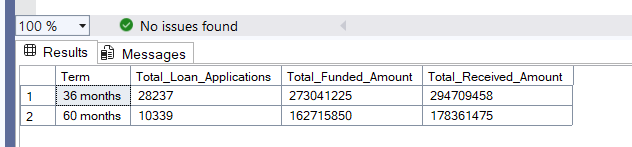 100 %
No issues found
Results Messages
Term Total_Loan_Applications Total_Funded_Amount Total_Received_Amount
1 36 months 28237 273041225 294709458
2 60 months 10339 162715850 178361475